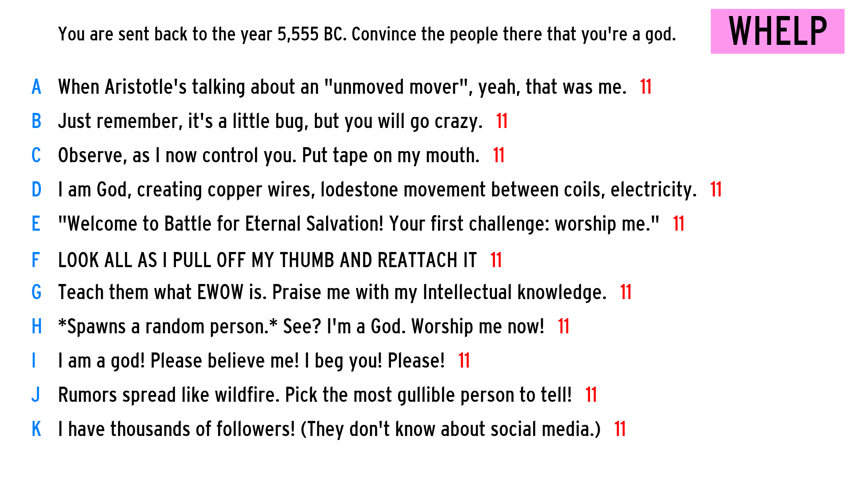 You are sent back to the year 5,555 BC. Convince the people there that you're a god.
WHELP
A When Aristotle's talking about an "unmoved mover", yeah, that was me. 11
B Just remember, it's a little bug, but you will go crazy. 11
C Observe, as I now control you. Put tape on my mouth. 11
D I am God, creating copper wires, lodestone movement between coils, electricity. 11
E "Welcome to Battle for Eternal Salvation! Your first challenge: worship me." 11
F LOOK ALL AS I PULL OFF MY THUMB AND REATTACH IT 11
G Teach them what EWOW is. Praise me with my Intellectual knowledge. 11
H *Spawns a random person.* See? I'm a God. Worship me now! 11
I I am a god! Please believe me! I beg you! Please! 11
J Rumors spread like wildfire. Pick the most gullible person to tell! 11
K I have thousands of followers! (They don't know about social media.) 11